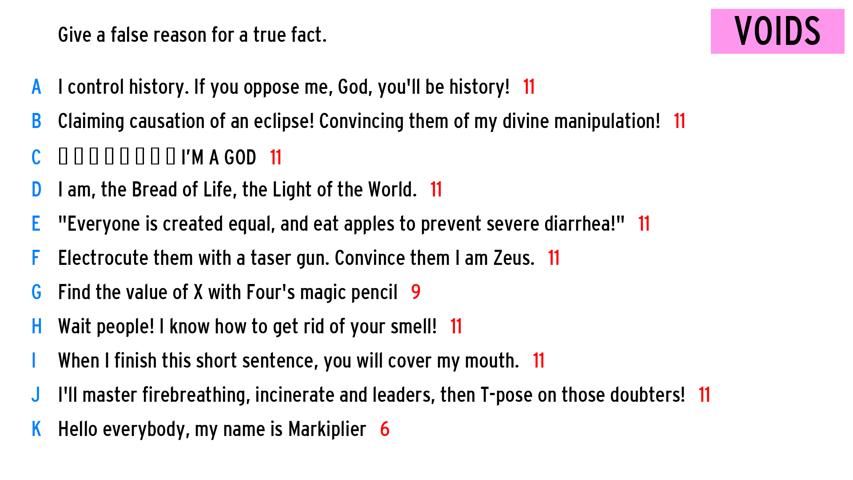 Give a false reason for a true fact.
VOIDS
A I control history. If you oppose me, God, you'll be history! 11
B Claiming causation of an eclipse! Convincing them of my divine manipulation! 11
C ▯ ▯ ▯ ▯ ▯ ▯ ▯ ▯ I'M A GOD 11
D I am, the Bread of Life, the Light of the World. 11
E "Everyone is created equal, and eat apples to prevent severe diarrhea!" 11
F Electrocute them with a taser gun. Convince them I am Zeus. 11
G Find the value of X with Four's magic pencil 9
H Wait people! I know how to get rid of your smell! 11
I When I finish this short sentence, you will cover my mouth. 11
J I'll master firebreathing, incinerate and leaders, then T-pose on those doubters! 11
K Hello everybody, my name is Markiplier 6